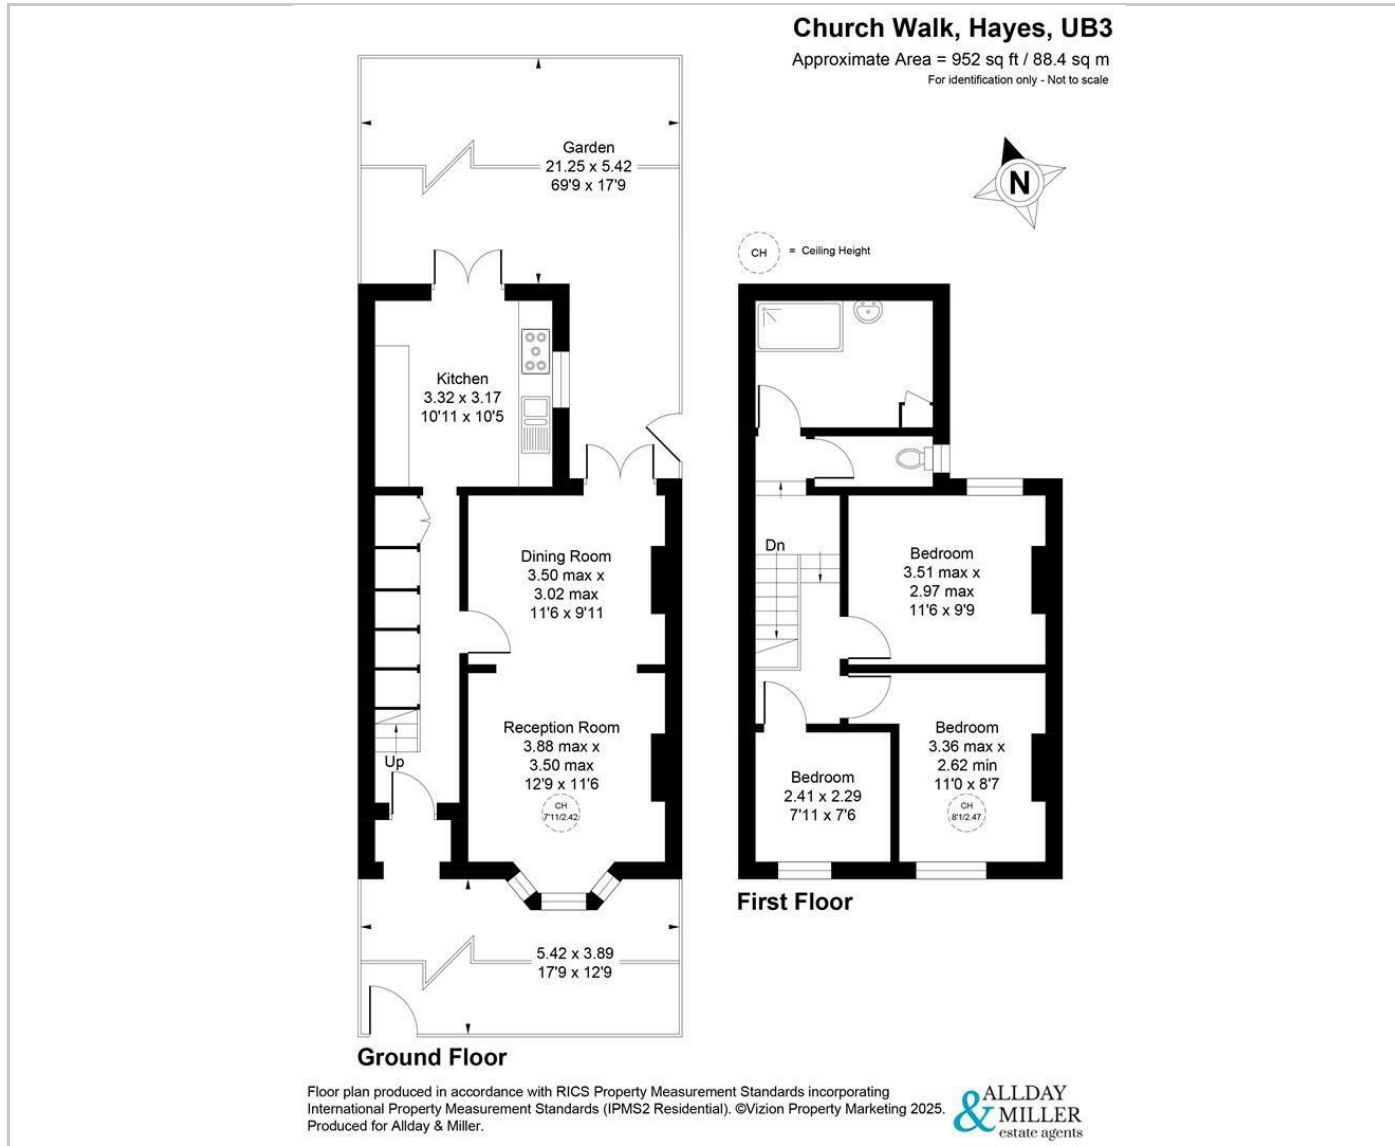 Church Walk, Hayes, UB3
Approximate Area = 952 sq ft / 88.4 sq m
For identification only - Not to scale
N
CH = Ceiling Height
Garden
21.25 x 5.42
69'9 x 17'9
Kitchen
3.32 x 3.17
10'11 x 10'5
Dining Room
3.50 max x
3.02 max
11'6 x 9'11
Reception Room
3.88 max x
3.50 max
12'9 x 11'6
CH
7'11/2.42
Up
5.42 x 3.89
17'9 x 12'9
Ground Floor
Dn
Bedroom
3.51 max x
2.97 max
11'6 x 9'9
Bedroom
3.36 max x
2.62 min
11'0 x 8'7
CH
8'1/2.47
Bedroom
2.41 x 2.29
7'11 x 7'6
First Floor
Floor plan produced in accordance with RICS Property Measurement Standards incorporating
International Property Measurement Standards (IPMS2 Residential). ©Vizion Property Marketing 2025.
Produced for Allday & Miller.
ALLDAY
& MILLER
estate agents